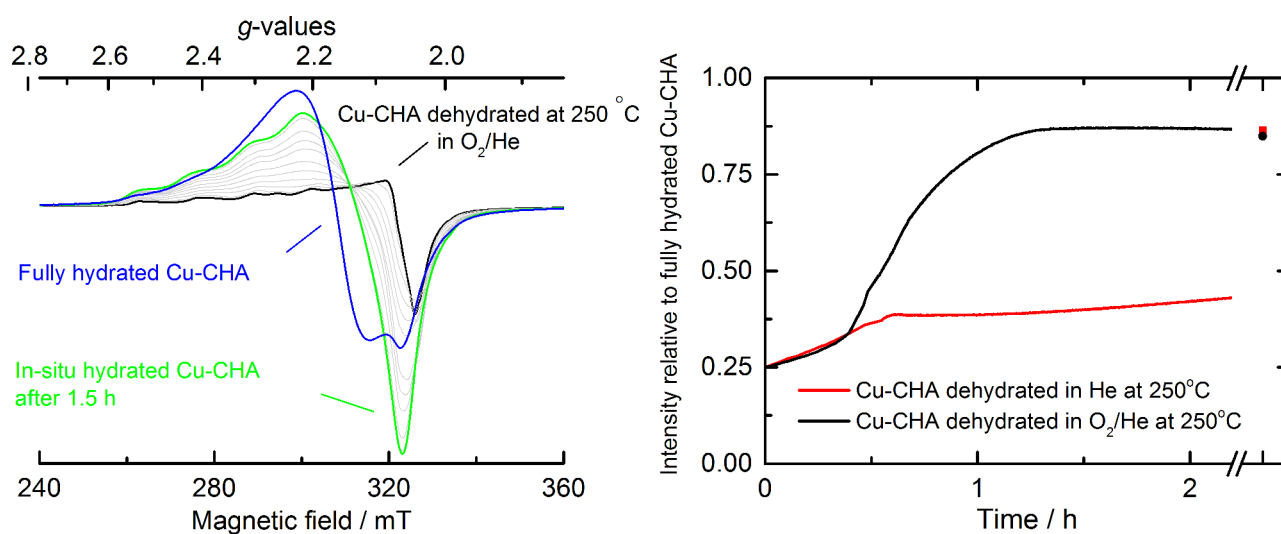 g-values
2.8 2.6 2.4 2.2 2.0
Cu-CHA dehydrated at 250 °C
in O₂/He
Fully hydrated Cu-CHA
In-situ hydrated Cu-CHA
after 1.5 h
240 280 320 360
Magnetic field / mT
Intensity relative to fully hydrated Cu-CHA
1.00
0.75
0.50
0.25
0.00
Cu-CHA dehydrated in He at 250°C
Cu-CHA dehydrated in O₂/He at 250°C
0 1 2
Time / h